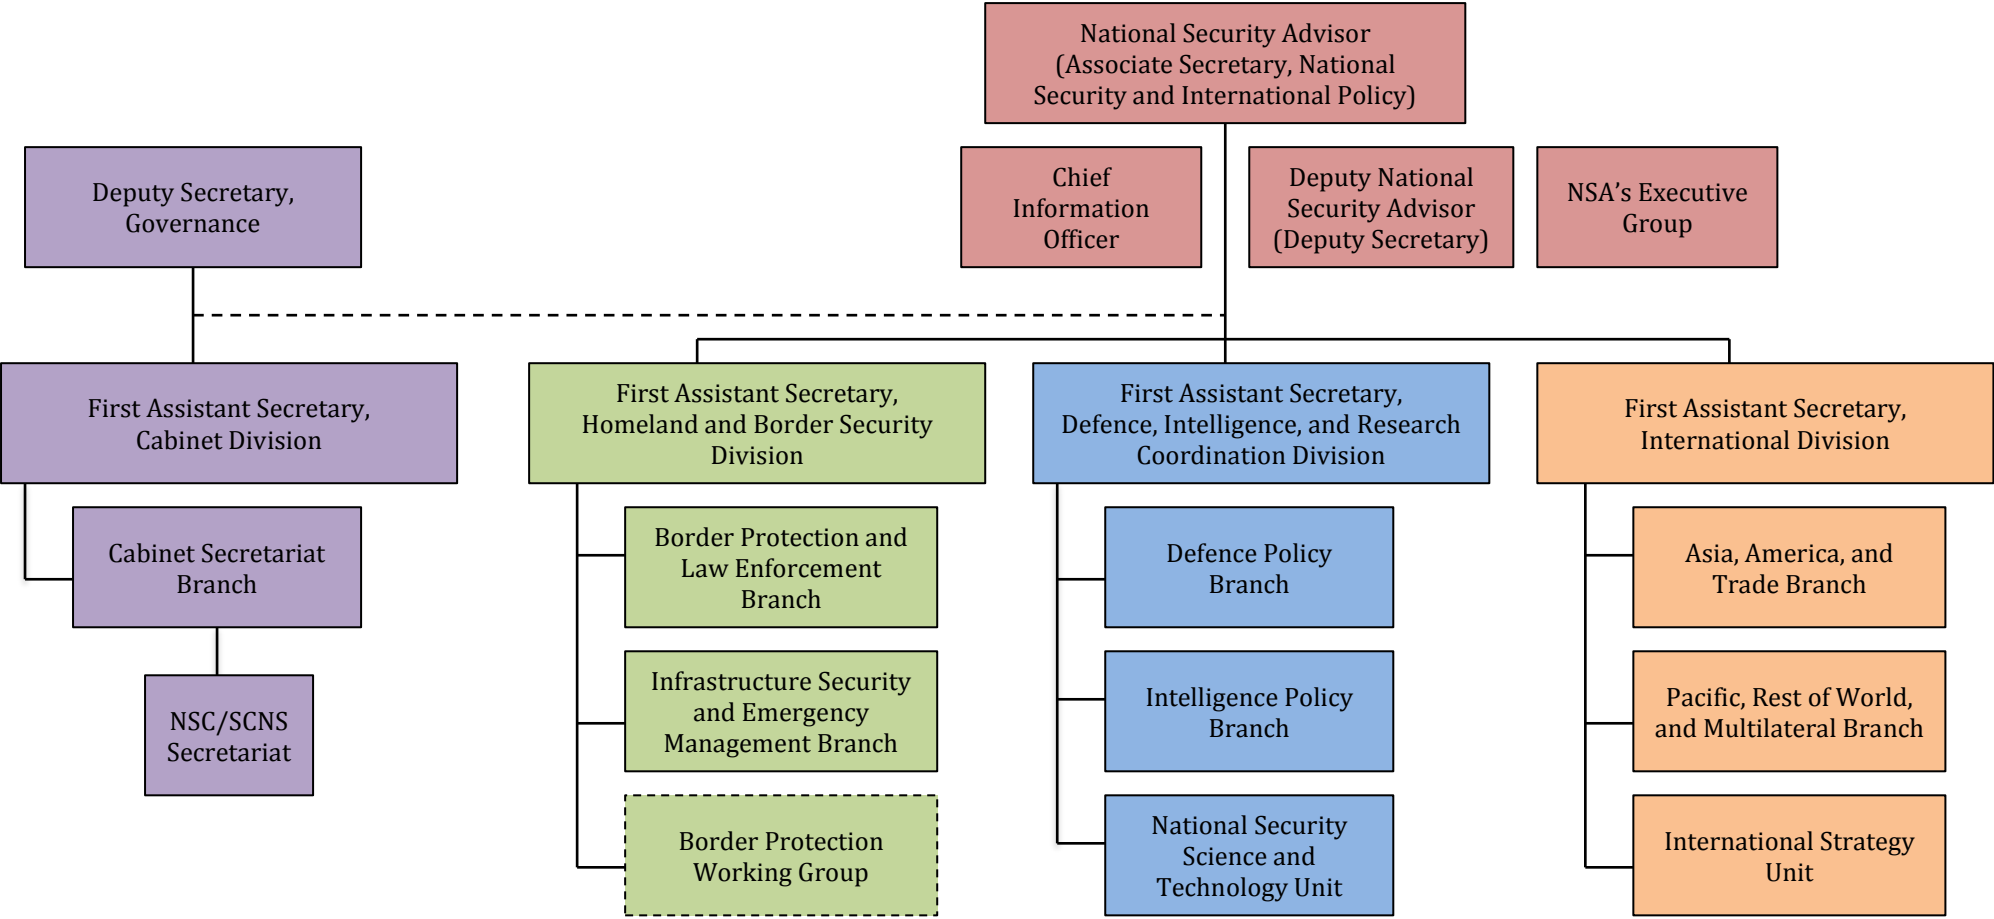 National Security Advisor
(Associate Secretary, National
Security and International Policy)
Deputy Secretary,
Governance
Chief
Information
Officer
Deputy National
Security Advisor
(Deputy Secretary)
NSA’s Executive
Group
First Assistant Secretary,
Cabinet Division
First Assistant Secretary,
Homeland and Border Security
Division
First Assistant Secretary,
Defence, Intelligence, and Research
Coordination Division
First Assistant Secretary,
International Division
Cabinet Secretariat
Branch
NSC/SCNS
Secretariat
Border Protection and
Law Enforcement
Branch
Infrastructure Security
and Emergency
Management Branch
Border Protection
Working Group
Defence Policy
Branch
Intelligence Policy
Branch
National Security
Science and
Technology Unit
Asia, America, and
Trade Branch
Pacific, Rest of World,
and Multilateral Branch
International Strategy
Unit